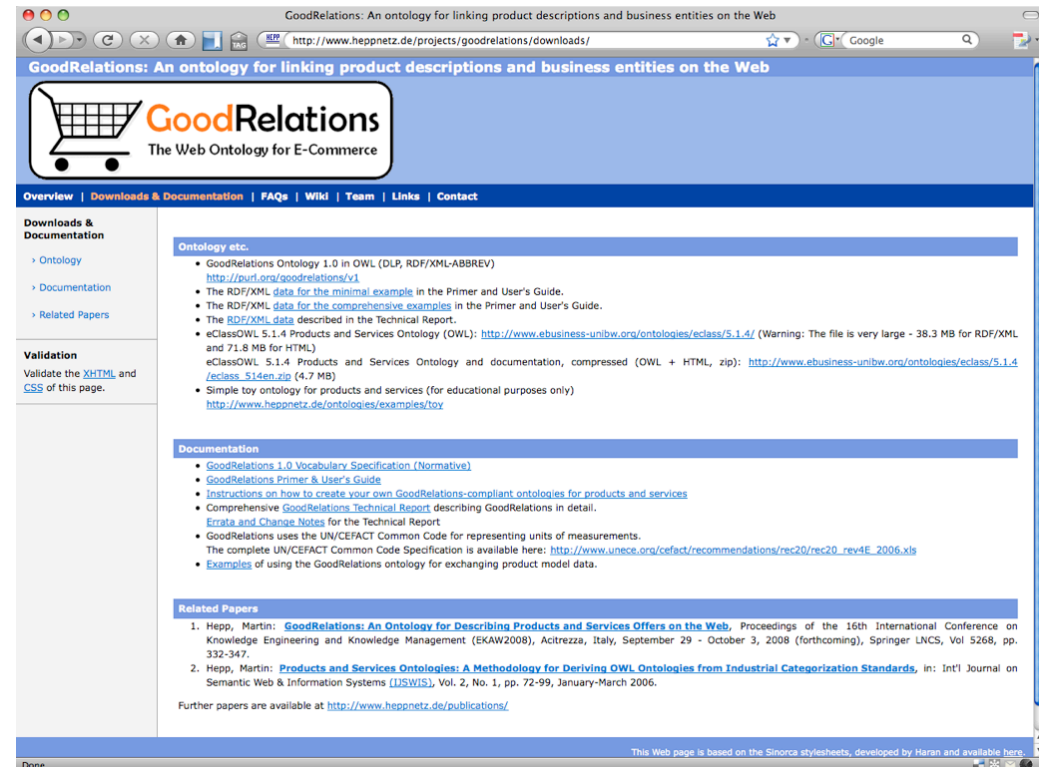 GoodRelations: An ontology for linking product descriptions and business entities on the Web
http://www.heppnetz.de/projects/goodrelations/downloads/
Google
GoodRelations: An ontology for linking product descriptions and business entities on the Web
GoodRelations
The Web Ontology for E-Commerce
Overview | Downloads & Documentation | FAQs | Wiki | Team | Links | Contact
Downloads &
Documentation
› Ontology
› Documentation
› Related Papers
Validation
Validate the XHTML and
CSS of this page.
Ontology etc.
• GoodRelations Ontology 1.0 in OWL (DLP, RDF/XML-ABBREV)
http://purl.org/goodrelations/v1
• The RDF/XML data for the minimal example in the Primer and User's Guide.
• The RDF/XML data for the comprehensive examples in the Primer and User's Guide.
• The RDF/XML data described in the Technical Report.
• eClassOWL 5.1.4 Products and Services Ontology (OWL): http://www.ebusiness-unibw.org/ontologies/eclass/5.1.4/ (Warning: The file is very large - 38.3 MB for RDF/XML
and 71.8 MB for HTML)
eClassOWL 5.1.4 Products and Services Ontology and documentation, compressed (OWL + HTML, zip): http://www.ebusiness-unibw.org/ontologies/eclass/5.1.4
/eclass_514en.zip (4.7 MB)
• Simple toy ontology for products and services (for educational purposes only)
http://www.heppnetz.de/ontologies/examples/toy
Documentation
• GoodRelations 1.0 Vocabulary Specification (Normative)
• GoodRelations Primer & User's Guide
• Instructions on how to create your own GoodRelations-compliant ontologies for products and services
• Comprehensive GoodRelations Technical Report describing GoodRelations in detail.
Errata and Change Notes for the Technical Report
• GoodRelations uses the UN/CEFACT Common Code for representing units of measurements.
The complete UN/CEFACT Common Code Specification is available here: http://www.unece.org/cefact/recommendations/rec20/rec20_rev4E_2006.xls
• Examples of using the GoodRelations ontology for exchanging product model data.
Related Papers
1. Hepp, Martin: GoodRelations: An Ontology for Describing Products and Services Offers on the Web, Proceedings of the 16th International Conference on
Knowledge Engineering and Knowledge Management (EKAW2008), Acitrezza, Italy, September 29 - October 3, 2008 (forthcoming), Springer LNCS, Vol 5268, pp.
332-347.
2. Hepp, Martin: Products and Services Ontologies: A Methodology for Deriving OWL Ontologies from Industrial Categorization Standards, in: Int'l Journal on
Semantic Web & Information Systems (IJSWIS), Vol. 2, No. 1, pp. 72-99, January-March 2006.
Further papers are available at http://www.heppnetz.de/publications/
This Web page is based on the Sinorca stylesheets, developed by Haran and available here.
Done